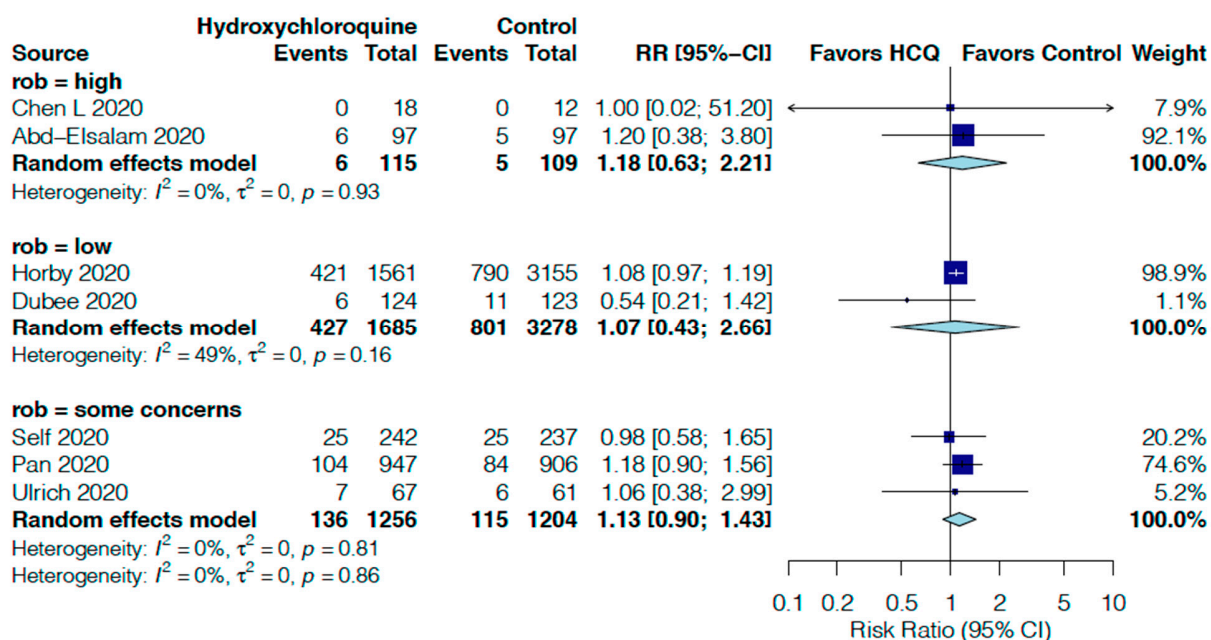 Hydroxychloroquine Control
Source Events Total Events Total RR [95%−CI] Favors HCQ Favors Control Weight
rob = high
Chen L 2020 0 18 0 12 1.00 [0.02; 51.20] 7.9%
Abd−Elsalam 2020 6 97 5 97 1.20 [0.38; 3.80] 92.1%
Random effects model 6 115 5 109 1.18 [0.63; 2.21] 100.0%
Heterogeneity: I² = 0%, τ² = 0, p = 0.93
rob = low
Horby 2020 421 1561 790 3155 1.08 [0.97; 1.19] 98.9%
Dubee 2020 6 124 11 123 0.54 [0.21; 1.42] 1.1%
Random effects model 427 1685 801 3278 1.07 [0.43; 2.66] 100.0%
Heterogeneity: I² = 49%, τ² = 0, p = 0.16
rob = some concerns
Self 2020 25 242 25 237 0.98 [0.58; 1.65] 20.2%
Pan 2020 104 947 84 906 1.18 [0.90; 1.56] 74.6%
Ulrich 2020 7 67 6 61 1.06 [0.38; 2.99] 5.2%
Random effects model 136 1256 115 1204 1.13 [0.90; 1.43] 100.0%
Heterogeneity: I² = 0%, τ² = 0, p = 0.81
Heterogeneity: I² = 0%, τ² = 0, p = 0.86
0.1 0.2 0.5 1 2 5 10
Risk Ratio (95% CI)